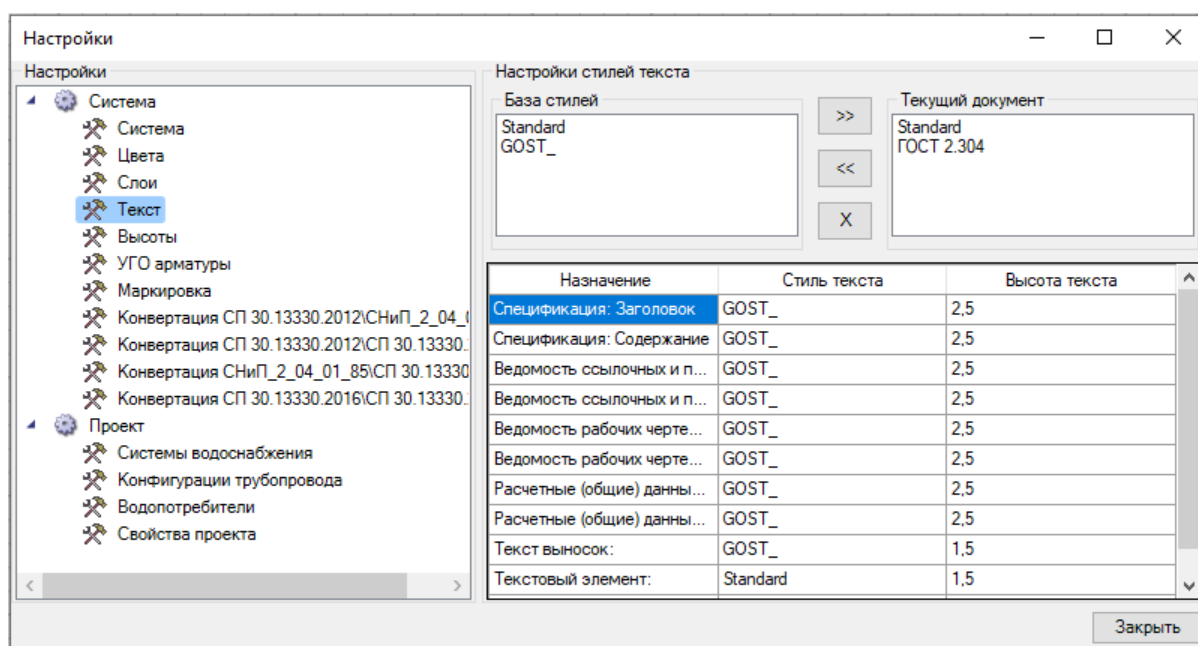 Настройки
Настройки
Система
Система
Цвета
Слои
Текст
Высоты
УГО арматуры
Маркировка
Конвертация СП 30.13330.2012\СНиП_2_04_
Конвертация СП 30.13330.2012\СП 30.13330.
Конвертация СНиП_2_04_01_85\СП 30.13330
Конвертация СП 30.13330.2016\СП 30.13330.
Проект
Системы водоснабжения
Конфигурации трубопровода
Водопотребители
Свойства проекта
Настройки стилей текста
База стилей
Standard
GOST_
>>
<<
X
Текущий документ
Standard
ГОСТ 2.304
Назначение Стиль текста Высота текста
Спецификация: Заголовок GOST_ 2,5
Спецификация: Содержание GOST_ 2,5
Ведомость ссылочных и п... GOST_ 2,5
Ведомость ссылочных и п... GOST_ 2,5
Ведомость рабочих черте... GOST_ 2,5
Ведомость рабочих черте... GOST_ 2,5
Расчетные (общие) данны... GOST_ 2,5
Расчетные (общие) данны... GOST_ 2,5
Текст выносок: GOST_ 1,5
Текстовый элемент: Standard 1,5
Закрыть